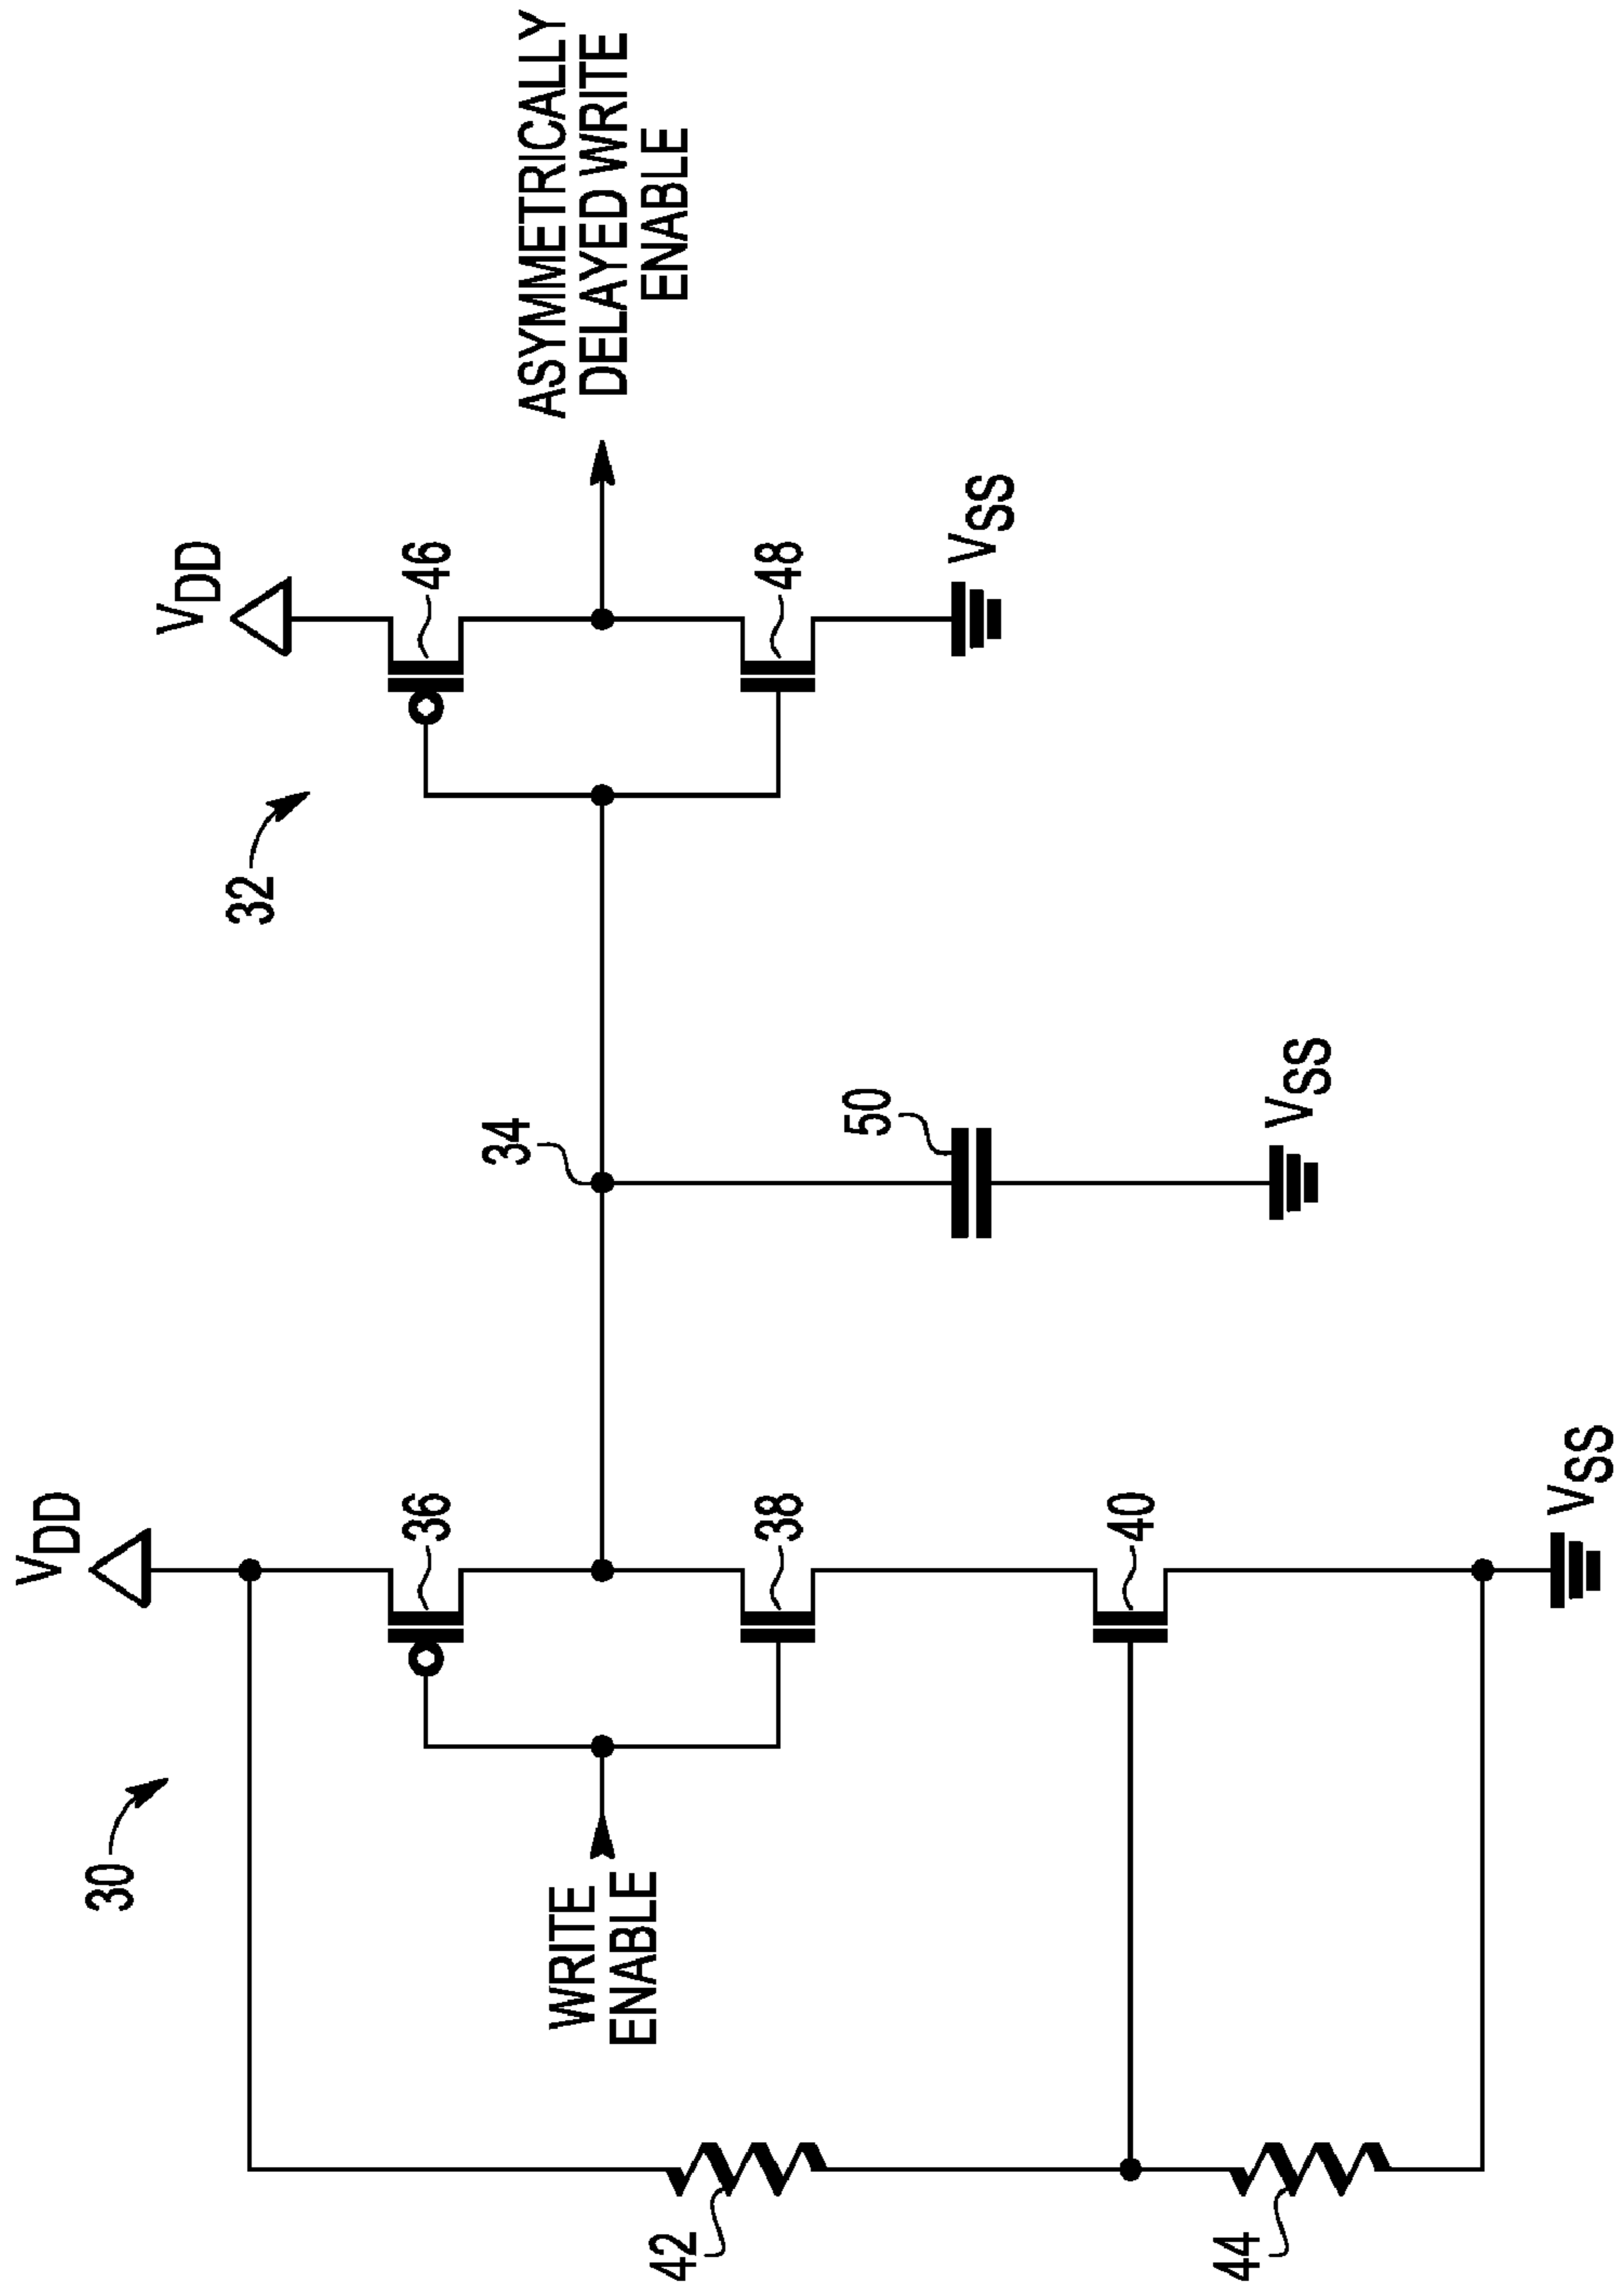 30
VDD
36
38
40
VSS
WRITE
ENABLE
42
44
34
50
VSS
32
VDD
46
48
VSS
ASYMMETRICALLY
DELAYED WRITE
ENABLE